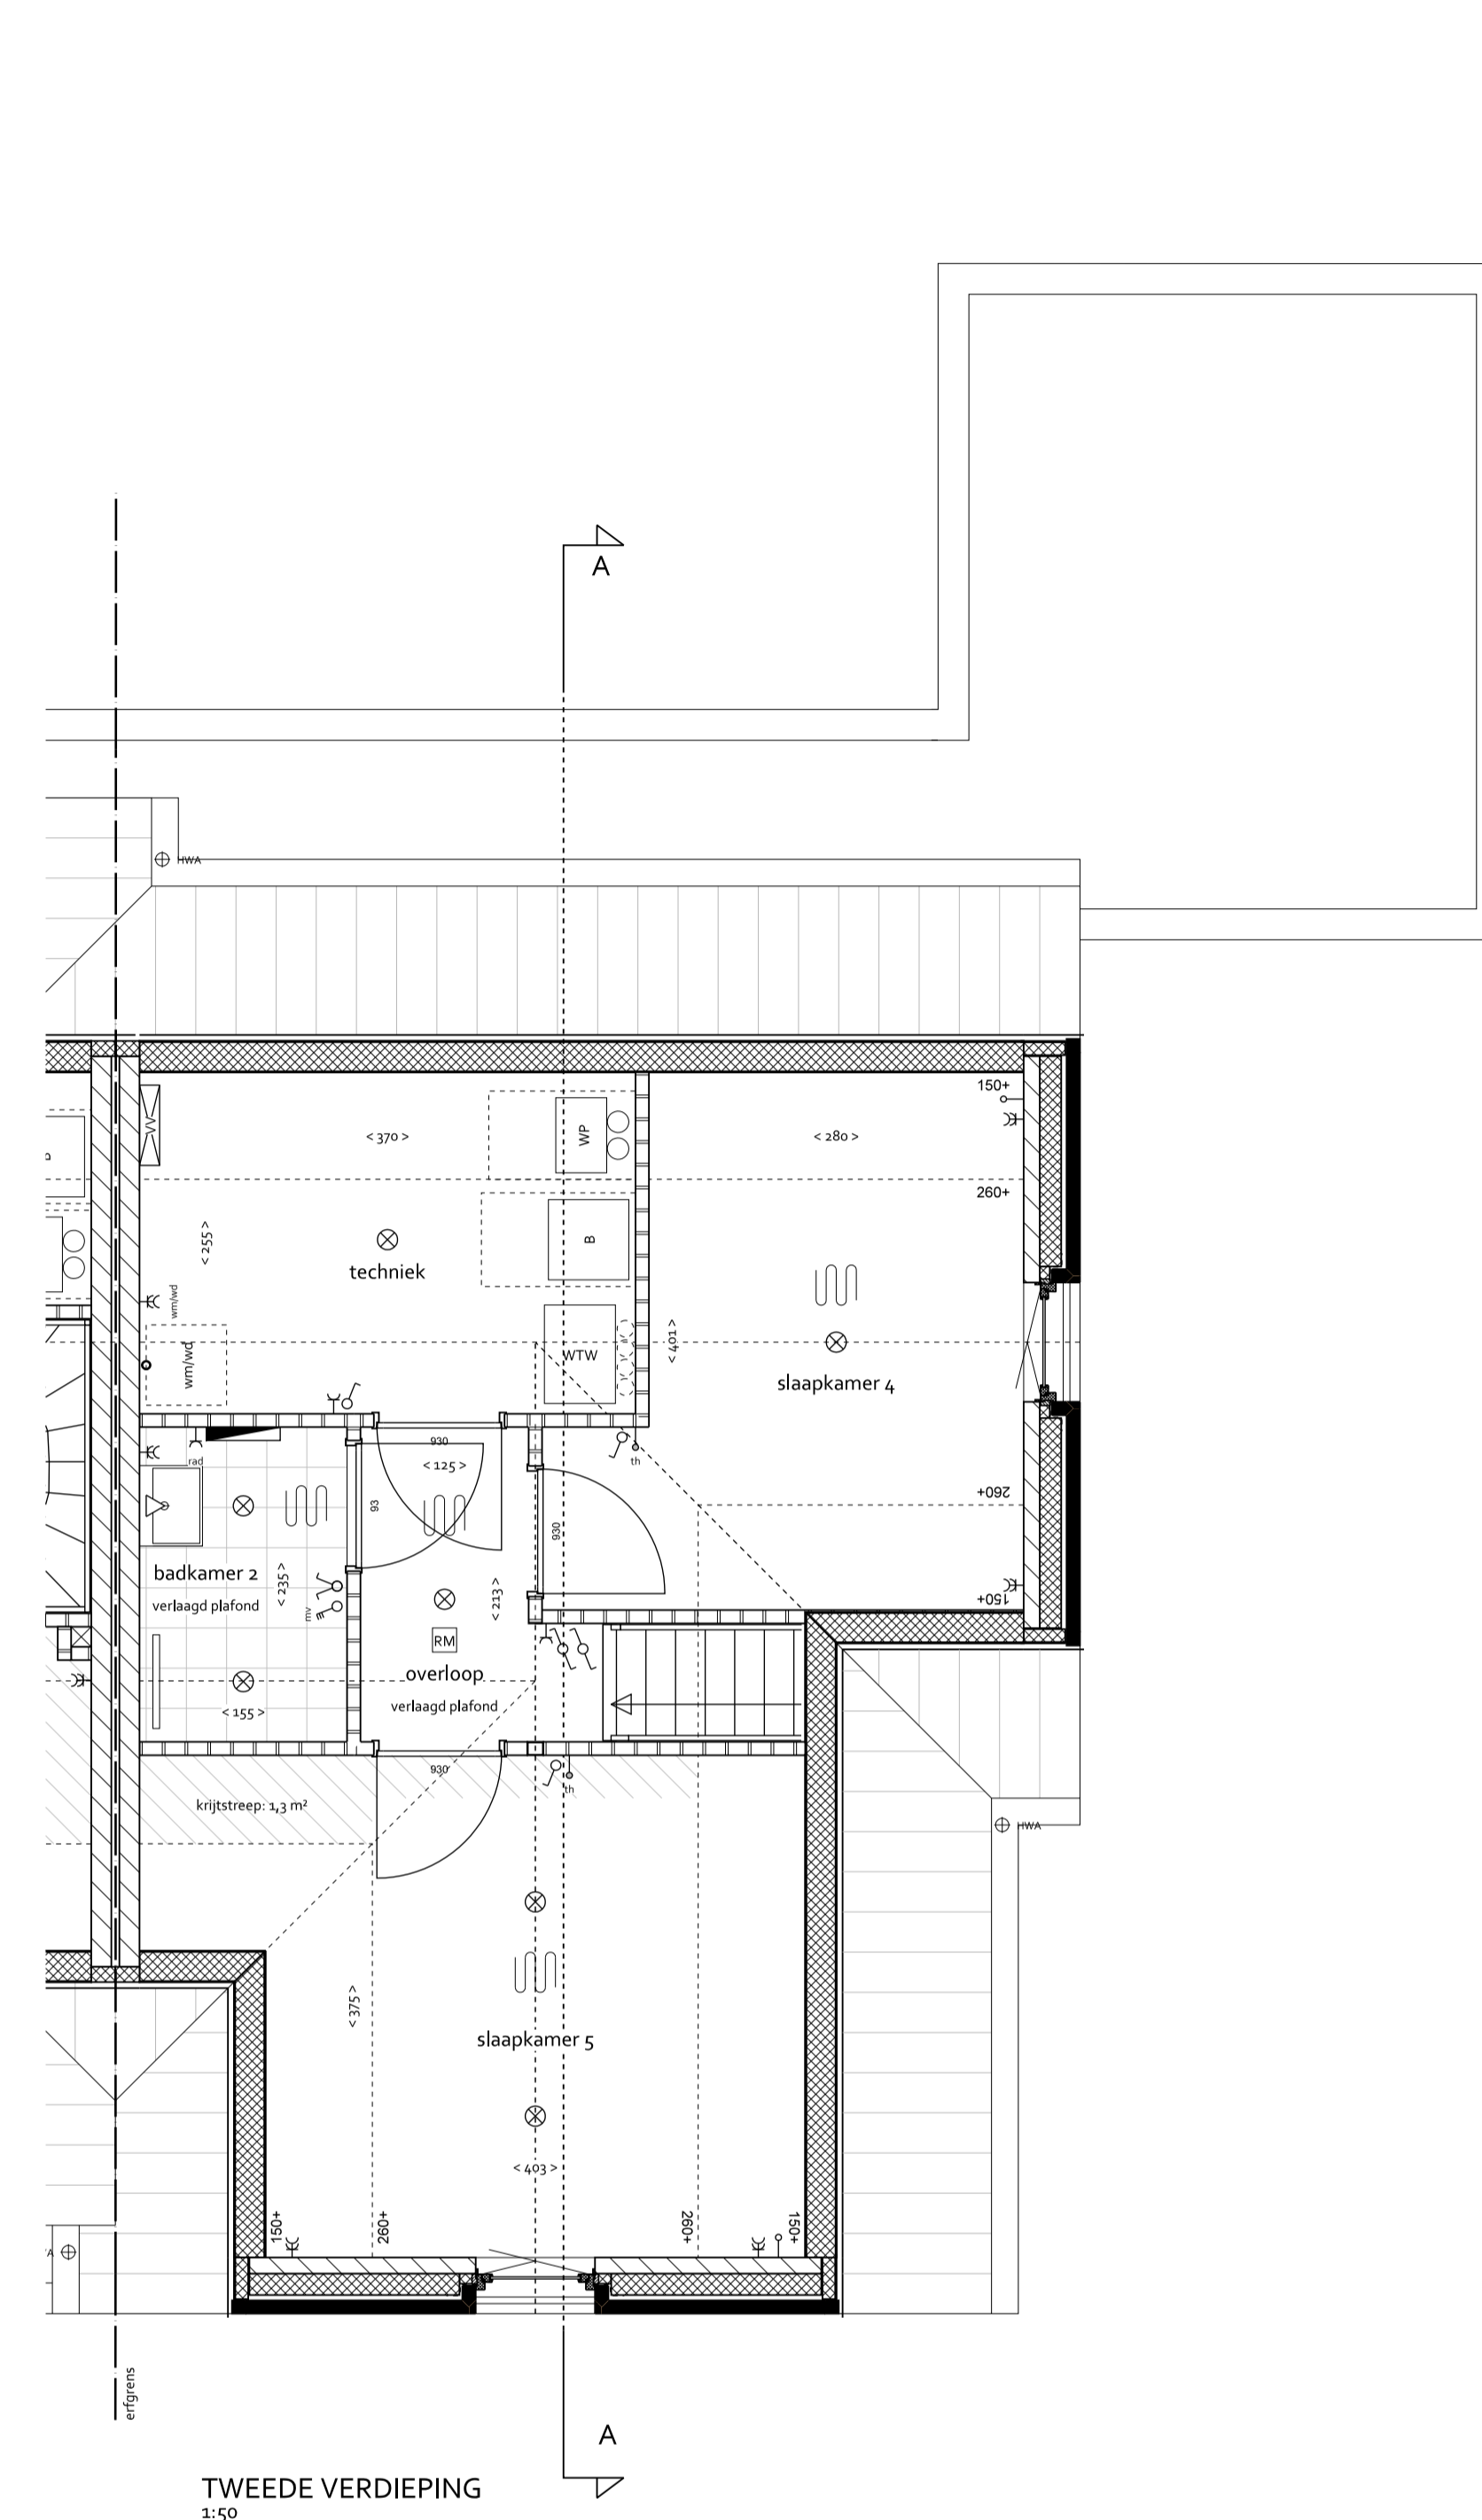 A
HWA
150+
< 370 >
WP
< 280 >
260+
< 255 >
B
techniek
wm/wd
wm/wd
WTW
< 401 >
slaapkamer 4
930
< 125 >
rad
th
260+
93
930
badkamer 2
verlaagd plafond
< 235 >
mv
< 213 >
150+
RM
overloop
verlaagd plafond
< 155 >
930
th
krijtstreep: 1,3 m²
HWA
< 375 >
slaapkamer 5
< 403 >
150+
260+
260+
150+
erfgrens
A
TWEEDE VERDIEPING
1:50